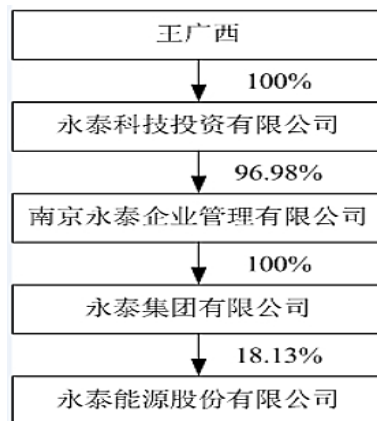 王广西
100%
永泰科技投资有限公司
96.98%
南京永泰企业管理有限公司
100%
永泰集团有限公司
18.13%
永泰能源股份有限公司